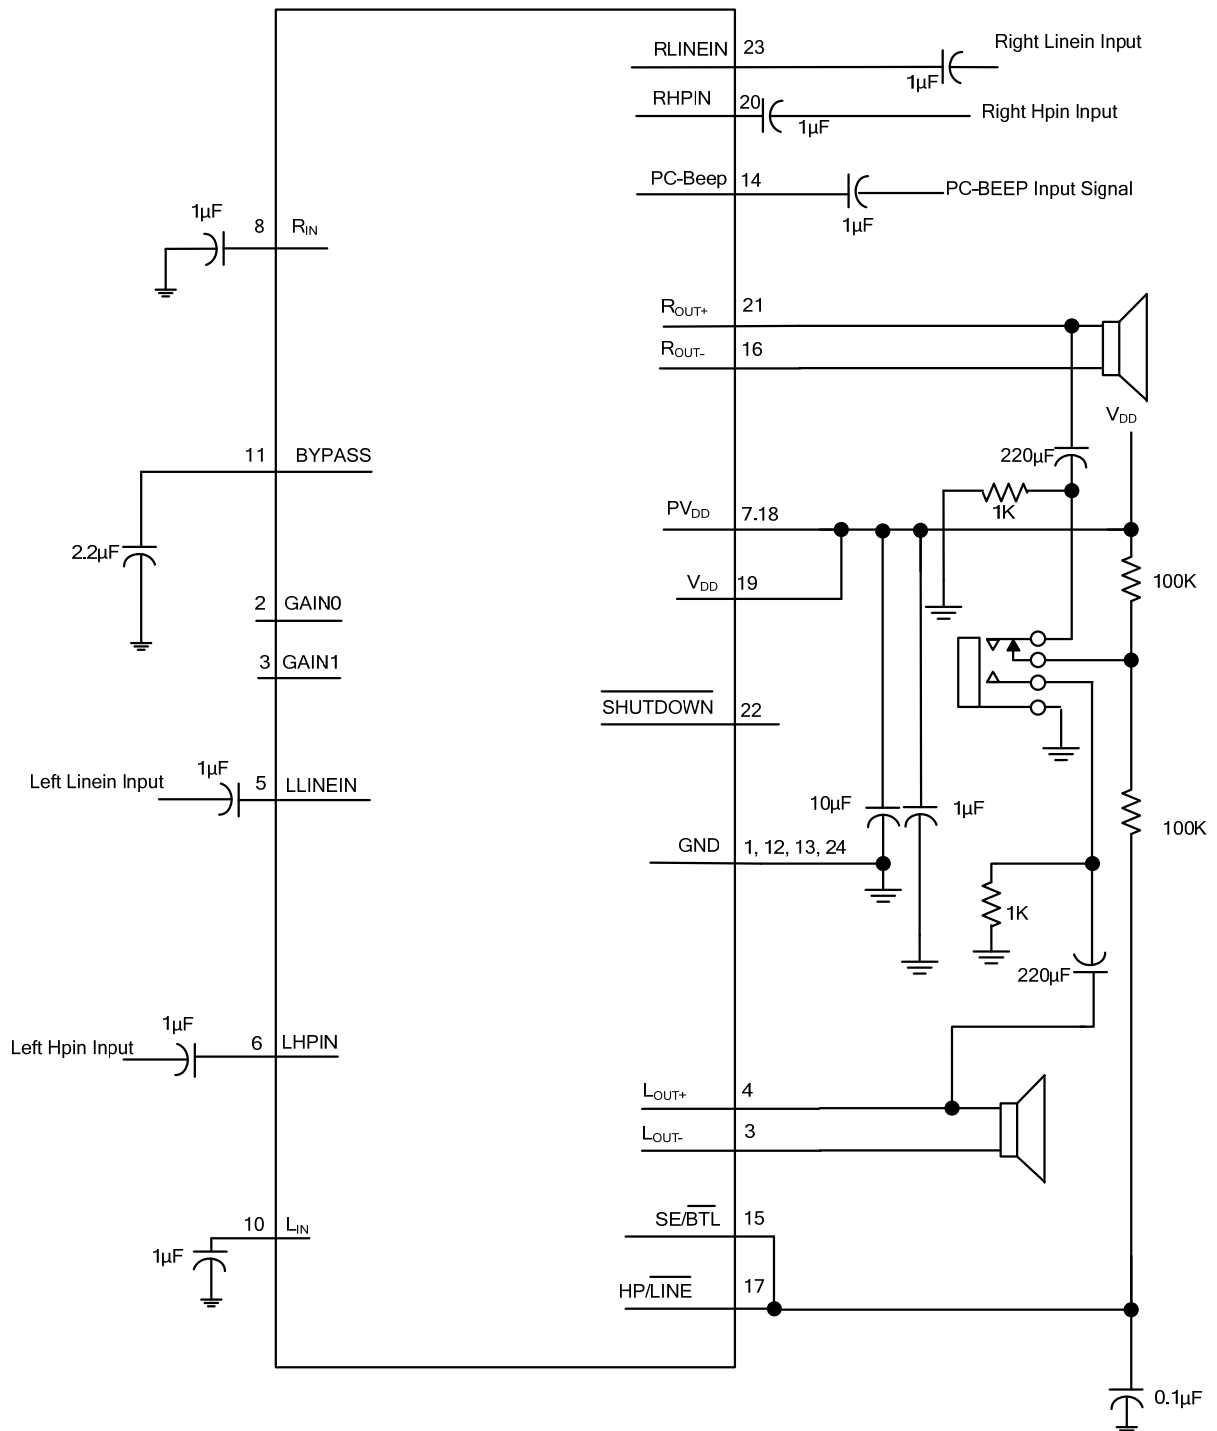 RLINEIN 23
Right Linein Input
1µF
RHPIN 20
1µF
Right Hpin Input
PC-Beep 14
1µF
PC-BEEP Input Signal
1µF
8 RIN
ROUT+ 21
ROUT- 16
VDD
220µF
1K
11 BYPASS
2.2µF
PVDD 7.18
VDD 19
100K
2 GAIN0
3 GAIN1
SHUTDOWN 22
Left Linein Input
1µF
5 LLINEIN
10µF
1µF
100K
GND 1, 12, 13, 24
1K
220µF
Left Hpin Input
1µF
6 LHPIN
LOUT+ 4
LOUT- 3
10 LIN
1µF
SE/BTL 15
HP/LINE 17
0.1µF